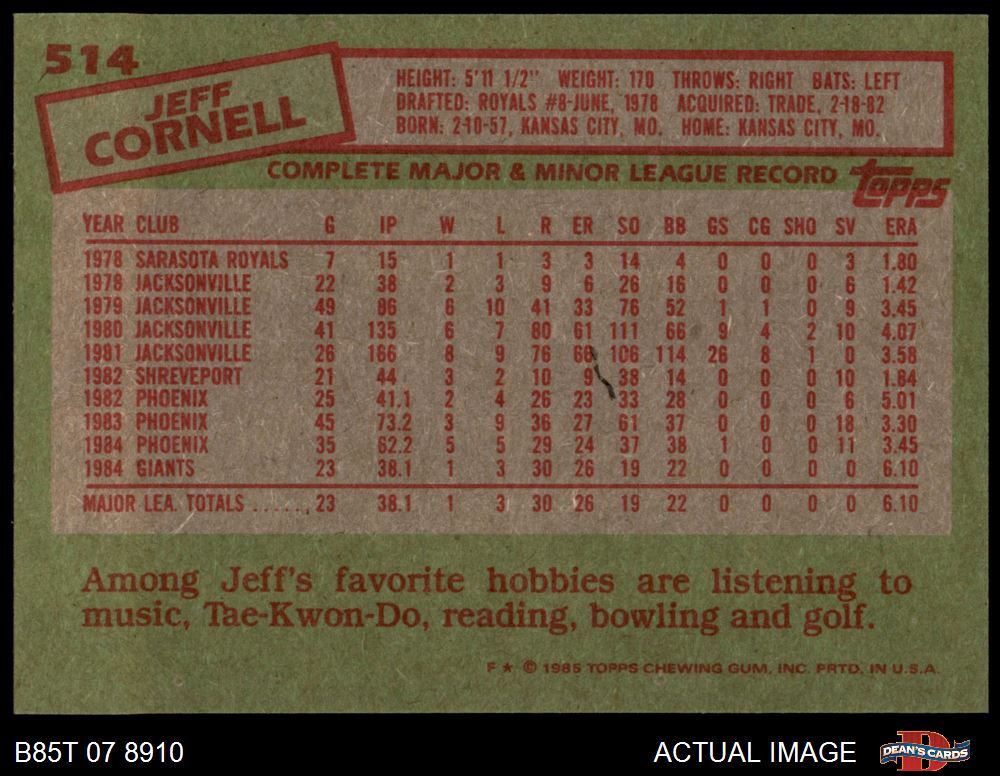 514
JEFF
CORNELL
HEIGHT: 5'11 1/2" WEIGHT: 170 THROWS: RIGHT BATS: LEFT
DRAFTED: ROYALS #8-JUNE, 1978 ACQUIRED: TRADE, 2-18-82
BORN: 2-10-57, KANSAS CITY, MO. HOME: KANSAS CITY, MO.
COMPLETE MAJOR & MINOR LEAGUE RECORD topps
YEAR CLUB G IP W L R ER SO BB GS CG SHO SV ERA
1978 SARASOTA ROYALS 7 15 1 1 3 3 14 4 0 0 0 3 1.80
1978 JACKSONVILLE 22 38 2 3 9 6 26 16 0 0 0 6 1.42
1979 JACKSONVILLE 49 86 6 10 41 33 76 52 1 1 0 9 3.45
1980 JACKSONVILLE 41 135 6 7 80 61 111 66 9 4 2 10 4.07
1981 JACKSONVILLE 26 166 8 9 76 66 106 114 26 8 1 0 3.58
1982 SHREVEPORT 21 44 3 2 10 9 38 14 0 0 0 10 1.84
1982 PHOENIX 25 41.1 2 4 26 23 33 28 0 0 0 6 5.01
1983 PHOENIX 45 73.2 3 9 36 27 61 37 0 0 0 18 3.30
1984 PHOENIX 35 62.2 5 5 29 24 37 38 1 0 0 11 3.45
1984 GIANTS 23 38.1 1 3 30 26 19 22 0 0 0 0 6.10
MAJOR LEA. TOTALS ...... 23 38.1 1 3 30 26 19 22 0 0 0 0 6.10
Among Jeff's favorite hobbies are listening to
music, Tae-Kwon-Do, reading, bowling and golf.
F ★ © 1985 TOPPS CHEWING GUM, INC. PRTD. IN U.S.A.
B85T 07 8910 ACTUAL IMAGE DEAN'S CARDS